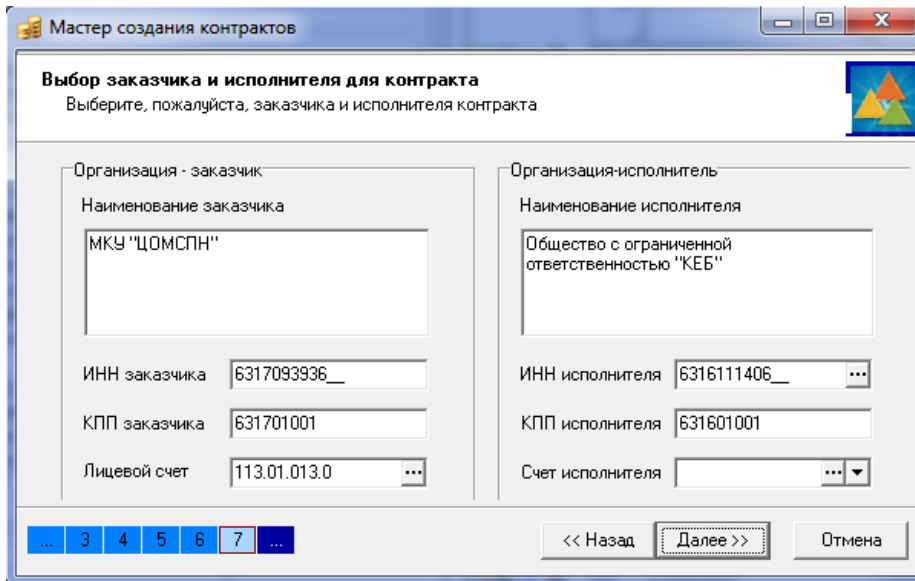 Мастер создания контрактов
Выбор заказчика и исполнителя для контракта
Выберите, пожалуйста, заказчика и исполнителя контракта
Организация - заказчик
Наименование заказчика
МКУ "ЦОМСПН"
ИНН заказчика 6317093936__
КПП заказчика 631701001
Лицевой счет 113.01.013.0 ...
Организация-исполнитель
Наименование исполнителя
Общество с ограниченной
ответственностью "КЕБ"
ИНН исполнителя 6316111406__ ...
КПП исполнителя 631601001
Счет исполнителя ...
... 3 4 5 6 7 ... << Назад Далее >> Отмена